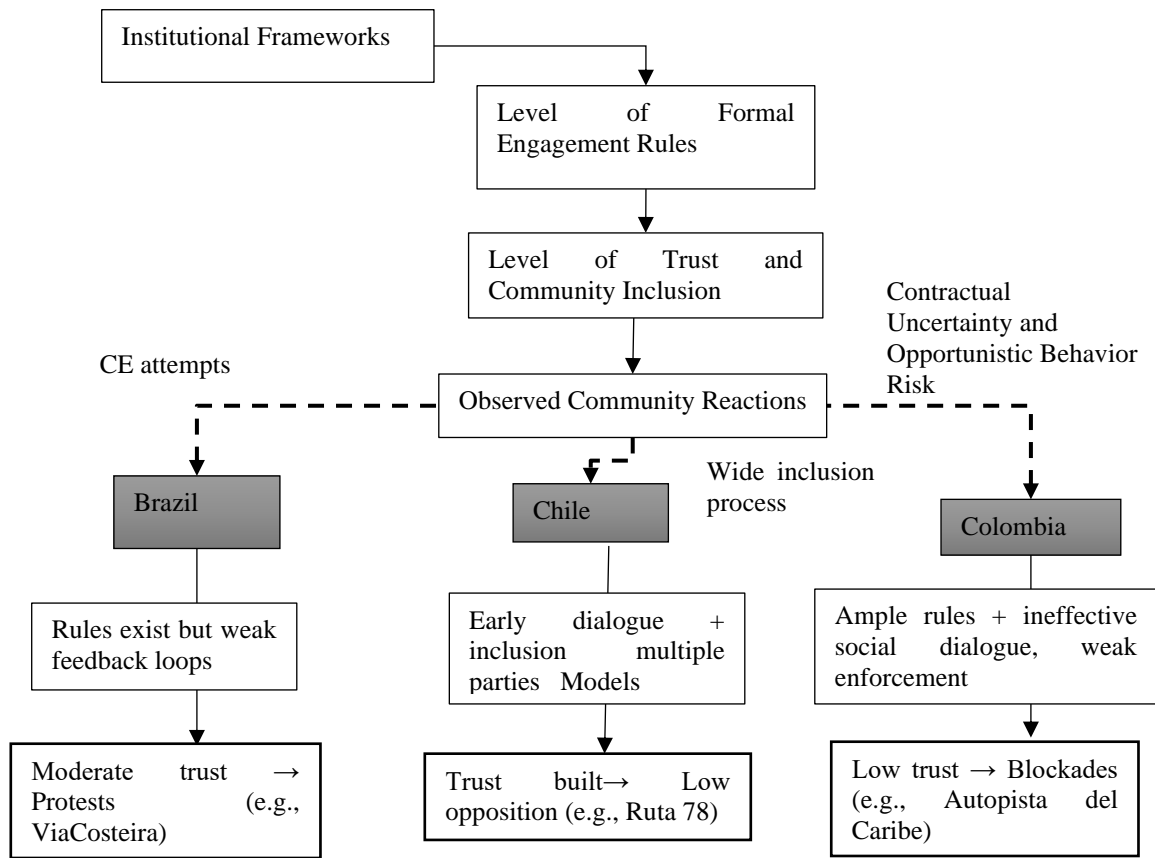 Institutional Frameworks
Level of Formal
Engagement Rules
Level of Trust and
Community Inclusion
Contractual
Uncertainty and
Opportunistic Behavior
Risk
CE attempts
Observed Community Reactions
Wide inclusion
process
Brazil
Chile
Colombia
Rules exist but weak
feedback loops
Early dialogue +
inclusion multiple
parties Models
Ample rules + ineffective
social dialogue, weak
enforcement
Moderate trust →
Protests (e.g.,
ViaCosteira)
Trust built→ Low
opposition (e.g., Ruta 78)
Low trust → Blockades
(e.g., Autopista del
Caribe)